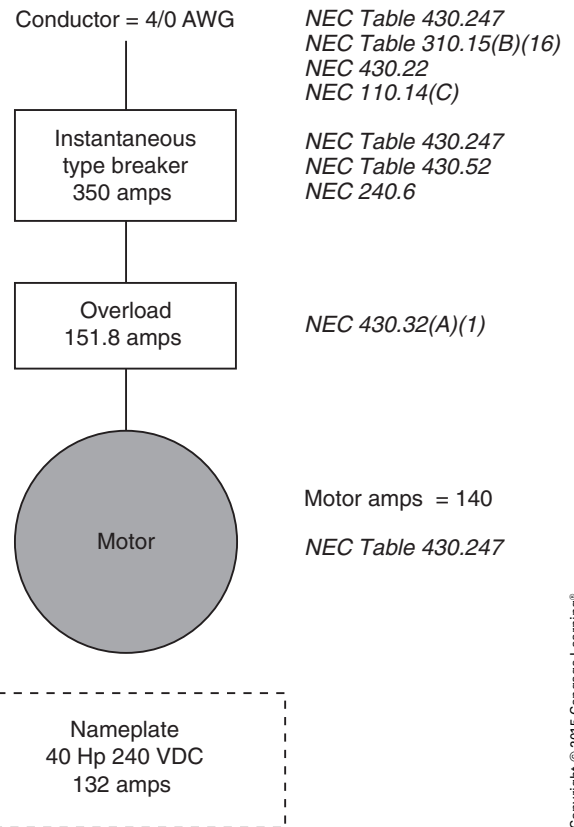 Conductor = 4/0 AWG
NEC Table 430.247
NEC Table 310.15(B)(16)
NEC 430.22
NEC 110.14(C)
Instantaneous
type breaker
350 amps
NEC Table 430.247
NEC Table 430.52
NEC 240.6
Overload
151.8 amps
NEC 430.32(A)(1)
Motor
Motor amps = 140
NEC Table 430.247
Nameplate
40 Hp 240 VDC
132 amps
Copyright © 2015 Cengage Learning®